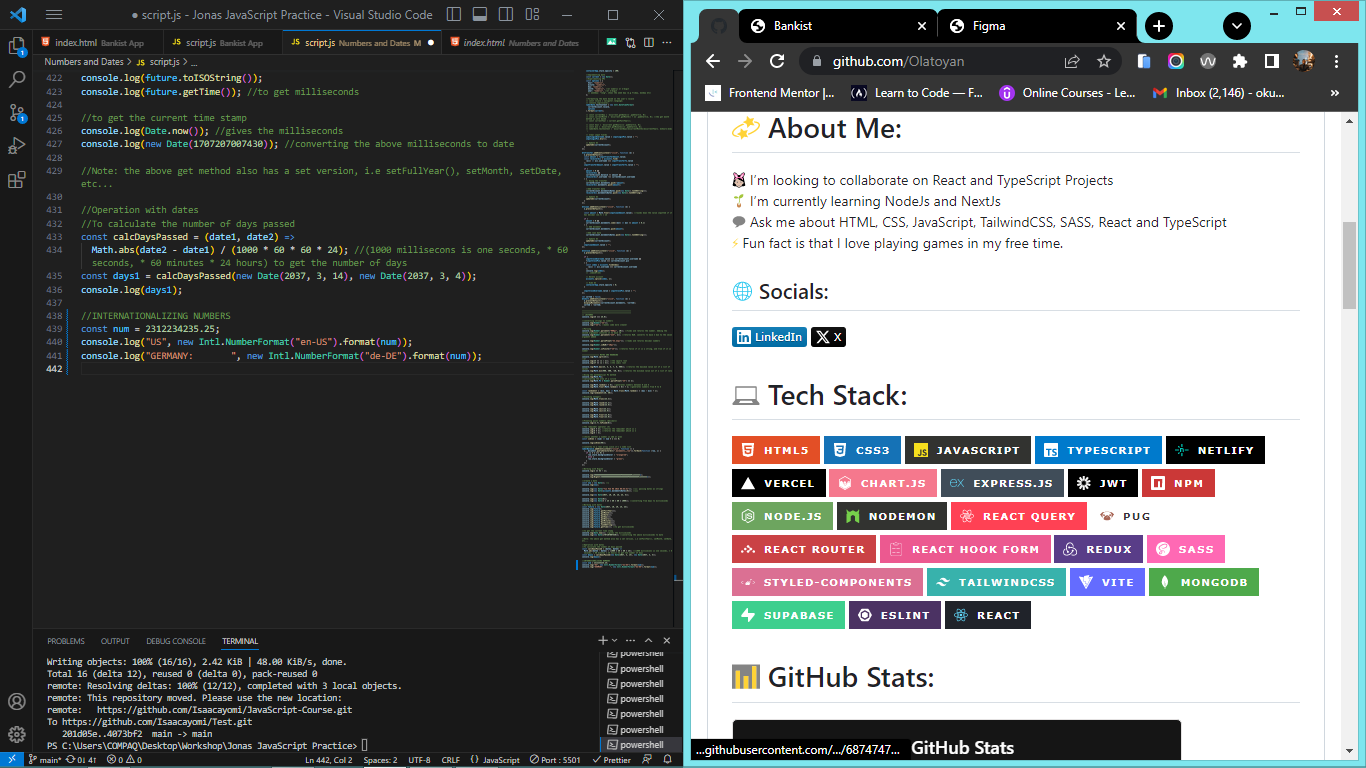 script.js - Jonas JavaScript Practice - Visual Studio Code
index.html Bankist App
script.js Bankist App
script.js Numbers and Dates M
index.html Numbers and Dates
Numbers and Dates > JS script.js > ...
422 console.log(future.toISOString());
423 console.log(future.getTime()); //to get milliseconds
424
425 //to get the current time stamp
426 console.log(Date.now()); //gives the milliseconds
427 console.log(new Date(1707207007430)); //converting the above milliseconds to date
428
429 //Note: the above get method also has a set version, i.e setFullYear(), setMonth, setDate,
etc...
430
431 //Operation with dates
432 //To calculate the number of days passed
433 const calcDaysPassed = (date1, date2) =>
434 Math.abs(date2 - date1) / (1000 * 60 * 60 * 24); //(1000 millisecons is one seconds, * 60
seconds, * 60 minutes * 24 hours) to get the number of days
435 const days1 = calcDaysPassed(new Date(2037, 3, 14), new Date(2037, 3, 4));
436 console.log(days1);
437
438 //INTERNATIONALIZING NUMBERS
439 const num = 2312234235.25;
440 console.log("US", new Intl.NumberFormat("en-US").format(num));
441 console.log("GERMANY:      ", new Intl.NumberFormat("de-DE").format(num));
442
PROBLEMS OUTPUT DEBUG CONSOLE TERMINAL
Writing objects: 100% (16/16), 2.42 KiB | 48.00 KiB/s, done.
Total 16 (delta 12), reused 0 (delta 0), pack-reused 0
remote: Resolving deltas: 100% (12/12), completed with 3 local objects.
remote: This repository moved. Please use the new location:
remote:   https://github.com/Isaacayomi/JavaScript-Course.git
To https://github.com/Isaacayomi/Test.git
201d05e..4073bf2 main -> main
PS C:\Users\COMPAQ\Desktop\Workshop\Jonas JavaScript Practice>
powershell
powershell
powershell
powershell
powershell
powershell
powershell
main* 0↓ 4↑ 0 0 Ln 442, Col 2 Spaces: 2 UTF-8 CRLF {} JavaScript Port : 5501 Prettier
Bankist
Figma
github.com/Olatoyan
Frontend Mentor |...
Learn to Code — F...
Online Courses - Le...
Inbox (2,146) - oku...
»
About Me:
I'm looking to collaborate on React and TypeScript Projects
I'm currently learning NodeJs and NextJs
Ask me about HTML, CSS, JavaScript, TailwindCSS, SASS, React and TypeScript
Fun fact is that I love playing games in my free time.
Socials:
LinkedIn X
Tech Stack:
HTML5 CSS3 JAVASCRIPT TYPESCRIPT NETLIFY
VERCEL CHART.JS EXPRESS.JS JWT NPM
NODE.JS NODEMON REACT QUERY PUG
REACT ROUTER REACT HOOK FORM REDUX SASS
STYLED-COMPONENTS TAILWINDCSS VITE MONGODB
SUPABASE ESLINT REACT
GitHub Stats:
GitHub Stats
...githubusercontent.com/.../6874747...